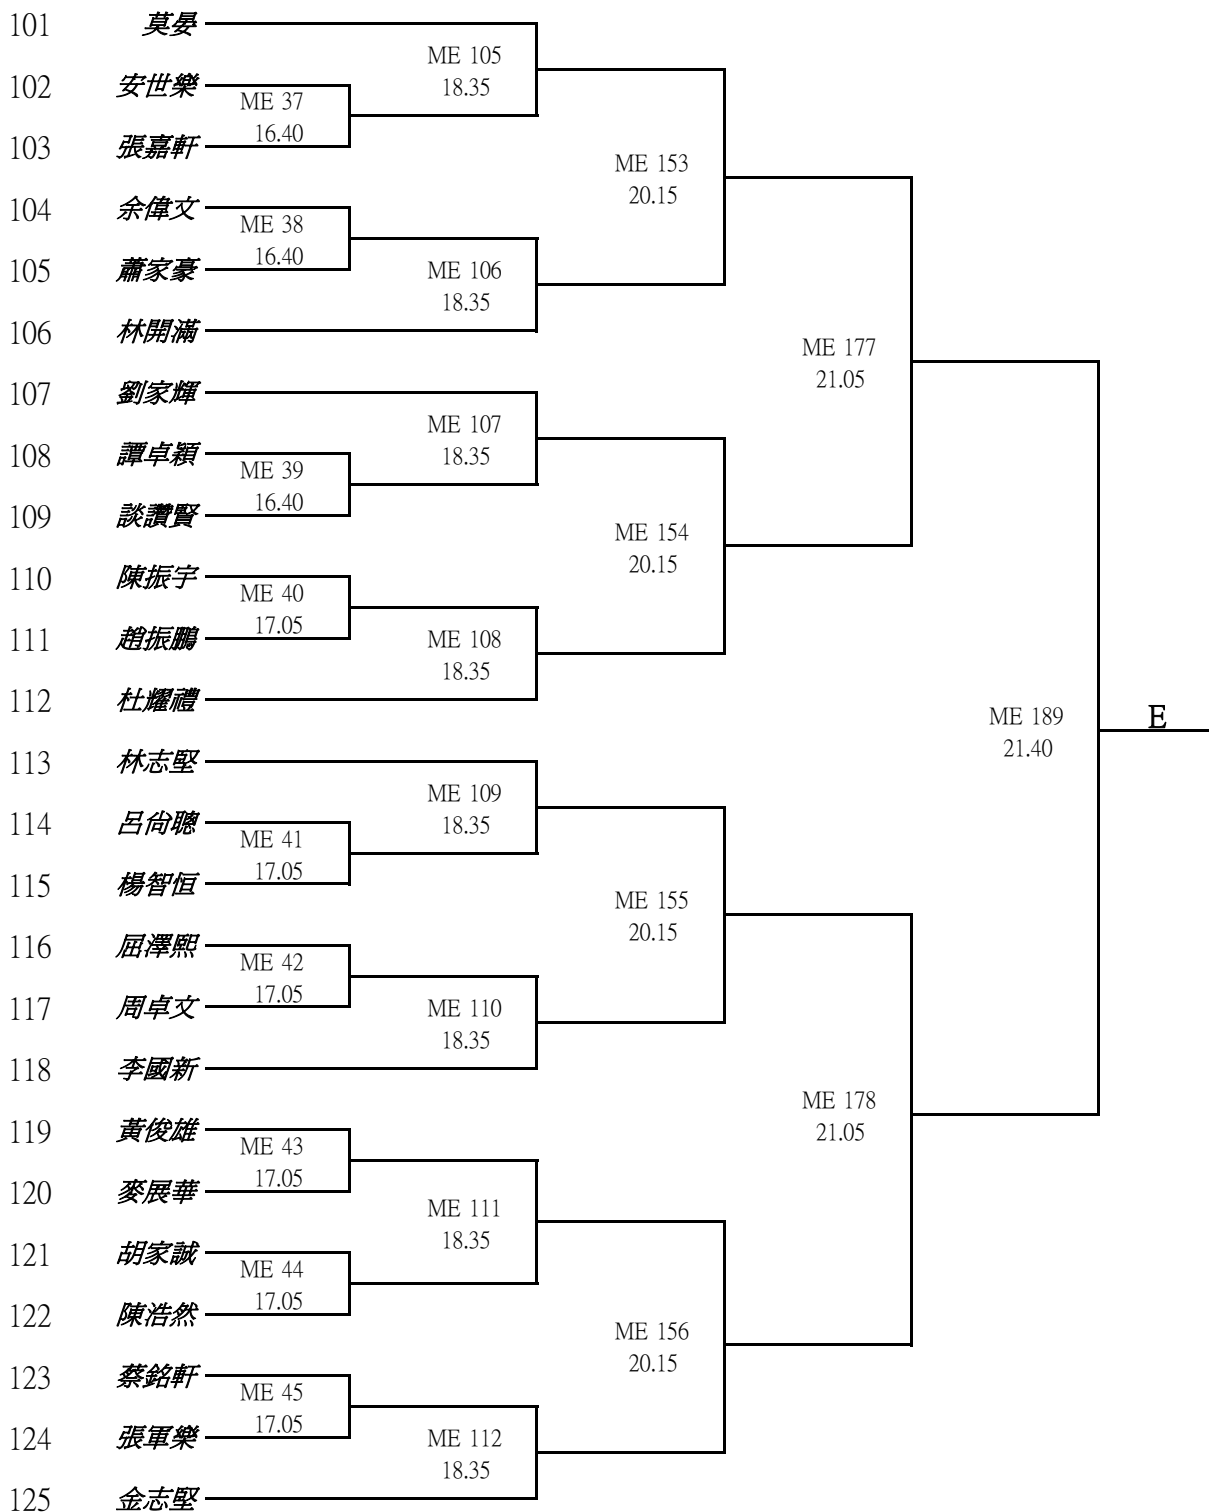 101 莫晏
ME 105
18.35
102 安世樂
ME 37
16.40
103 張嘉軒
ME 153
20.15
104 余偉文
ME 38
16.40
105 蕭家豪
ME 106
18.35
106 林開滿
ME 177
21.05
107 劉家輝
ME 107
18.35
108 譚卓穎
ME 39
16.40
109 談讚賢
ME 154
20.15
110 陳振宇
ME 40
17.05
111 趙振鵬
ME 108
18.35
112 杜耀禮
ME 189
21.40
E
113 林志堅
ME 109
18.35
114 呂尙聰
ME 41
17.05
115 楊智恒
ME 155
20.15
116 屈澤熙
ME 42
17.05
117 周卓文
ME 110
18.35
118 李國新
ME 178
21.05
119 黃俊雄
ME 43
17.05
120 麥展華
ME 111
18.35
121 胡家誠
ME 44
17.05
122 陳浩然
ME 156
20.15
123 蔡銘軒
ME 45
17.05
124 張軍樂
ME 112
18.35
125 金志堅